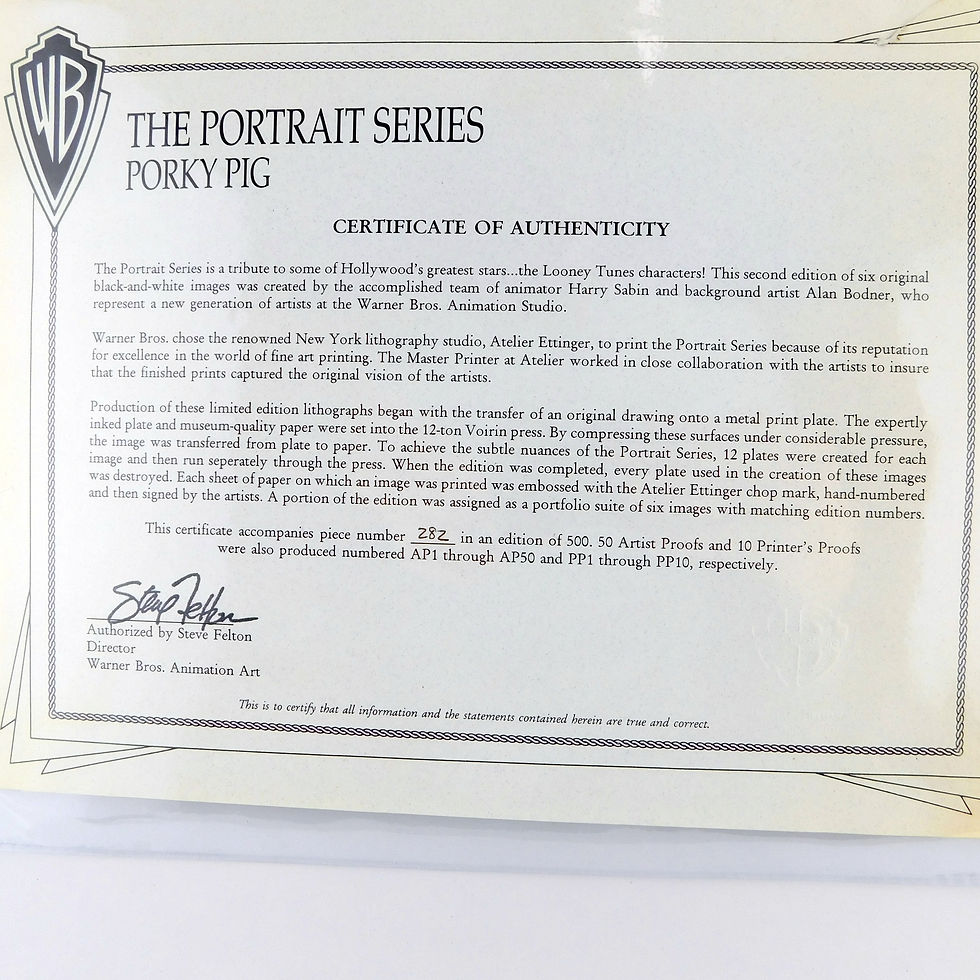 WB
THE PORTRAIT SERIES
PORKY PIG
CERTIFICATE OF AUTHENTICITY
The Portrait Series is a tribute to some of Hollywood's greatest stars...the Looney Tunes characters! This second edition of six original
black-and-white images was created by the accomplished team of animator Harry Sabin and background artist Alan Bodner, who
represent a new generation of artists at the Warner Bros. Animation Studio.
Warner Bros. chose the renowned New York lithography studio, Atelier Ettinger, to print the Portrait Series because of its reputation
for excellence in the world of fine art printing. The Master Printer at Atelier worked in close collaboration with the artists to insure
that the finished prints captured the original vision of the artists.
Production of these limited edition lithographs began with the transfer of an original drawing onto a metal print plate. The expertly
inked plate and museum-quality paper were set into the 12-ton Voirin press. By compressing these surfaces under considerable pressure,
the image was transferred from plate to paper. To achieve the subtle nuances of the Portrait Series, 12 plates were created for each
image and then run seperately through the press. When the edition was completed, every plate used in the creation of these images
was destroyed. Each sheet of paper on which an image was printed was embossed with the Atelier Ettinger chop mark, hand-numbered
and then signed by the artists. A portion of the edition was assigned as a portfolio suite of six images with matching edition numbers.
This certificate accompanies piece number 282 in an edition of 500. 50 Artist Proofs and 10 Printer's Proofs
were also produced numbered AP1 through AP50 and PP1 through PP10, respectively.
Steve Felton
Authorized by Steve Felton
Director
Warner Bros. Animation Art
This is to certify that all information and the statements contained herein are true and correct.